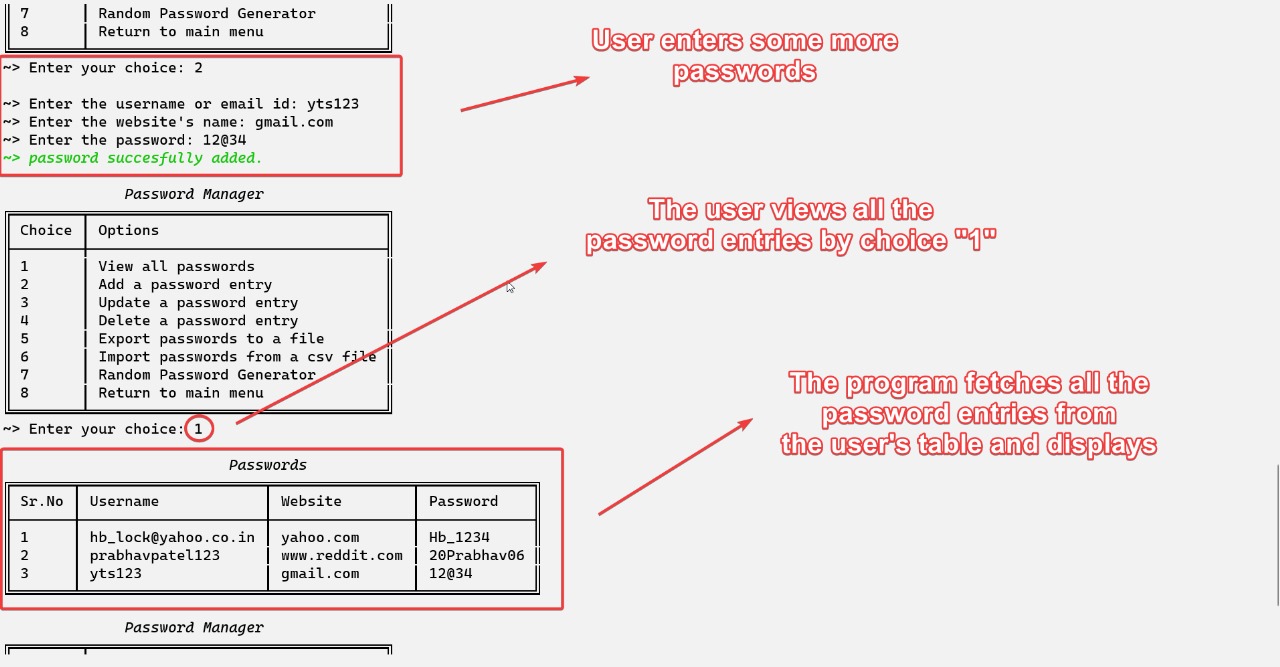 7 Random Password Generator
8 Return to main menu
~> Enter your choice: 2
User enters some more
passwords
~> Enter the username or email id: yts123
~> Enter the website's name: gmail.com
~> Enter the password: 12@34
~> password succesfully added.
Password Manager
The user views all the
password entries by choice "1"
Choice Options
1 View all passwords
2 Add a password entry
3 Update a password entry
4 Delete a password entry
5 Export passwords to a file
6 Import passwords from a csv file
7 Random Password Generator
8 Return to main menu
~> Enter your choice: 1
The program fetches all the
password entries from
the user's table and displays
Passwords
Sr.No Username Website Password
1 hb_lock@yahoo.co.in yahoo.com Hb_1234
2 prabhavpatel123 www.reddit.com 20Prabhav06
3 yts123 gmail.com 12@34
Password Manager